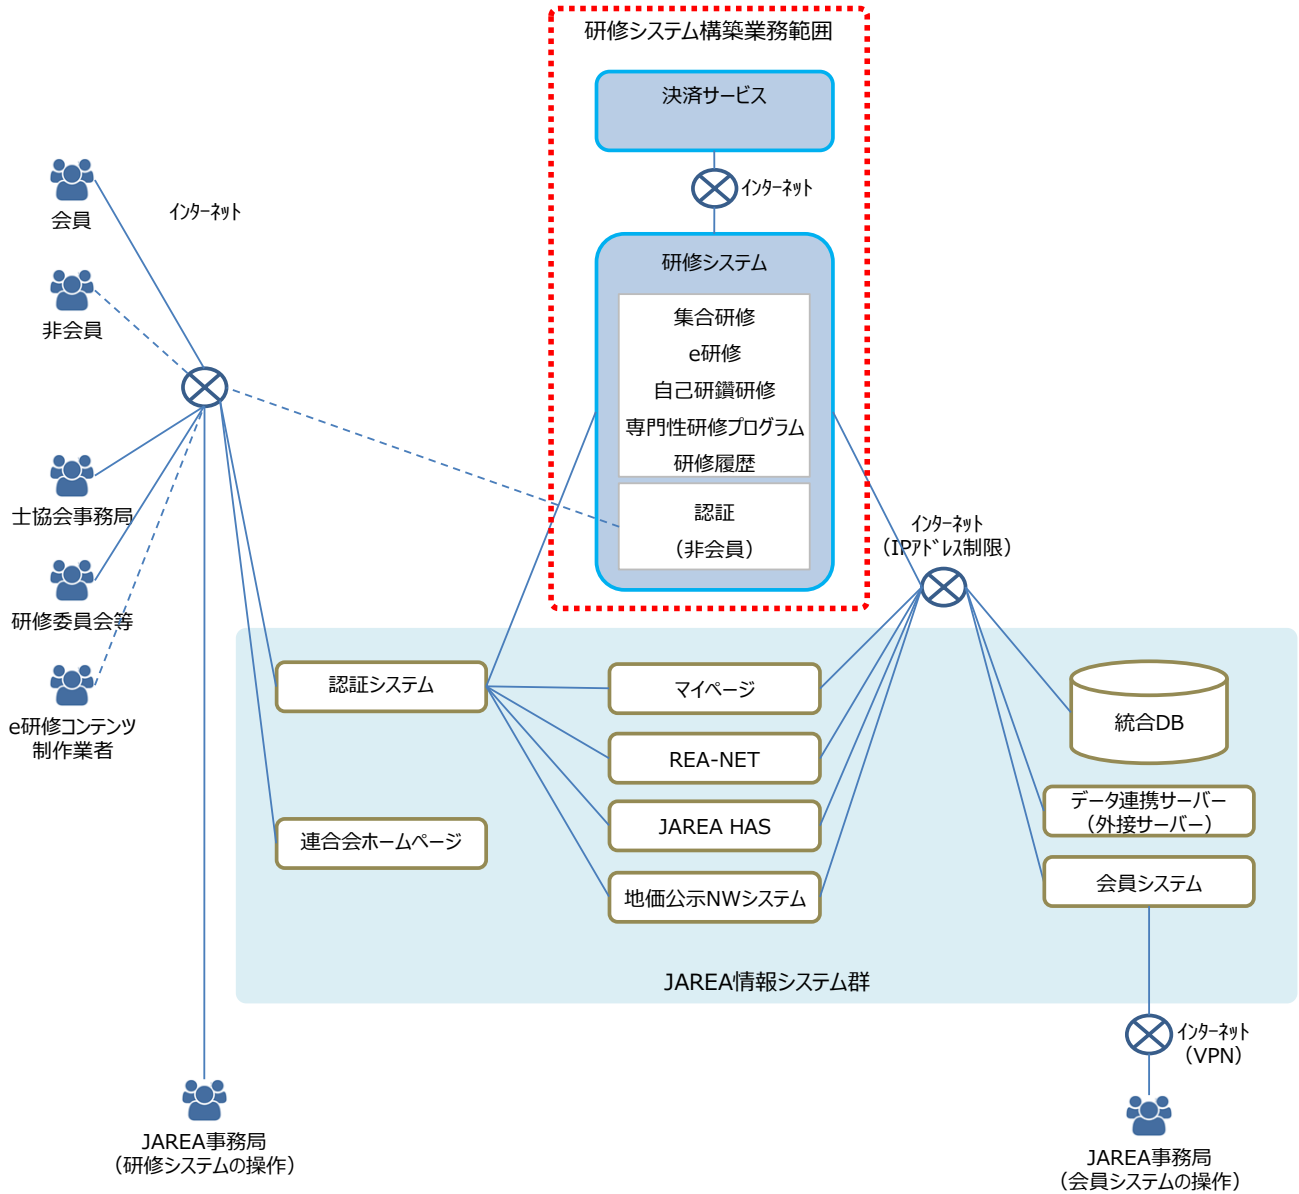 研修システム構築業務範囲
決済サービス
インターネット
会員
インターネット
非会員
研修システム
集合研修
e研修
自己研鑽研修
専門性研修プログラム
研修履歴
認証
（非会員）
士協会事務局
研修委員会等
e研修コンテンツ
制作業者
インターネット
（IPアドレス制限）
認証システム
マイページ
統合DB
REA-NET
データ連携サーバー
（外接サーバー）
JAREA HAS
連合会ホームページ
会員システム
地価公示NWシステム
JAREA情報システム群
インターネット
（VPN）
JAREA事務局
（研修システムの操作）
JAREA事務局
（会員システムの操作）